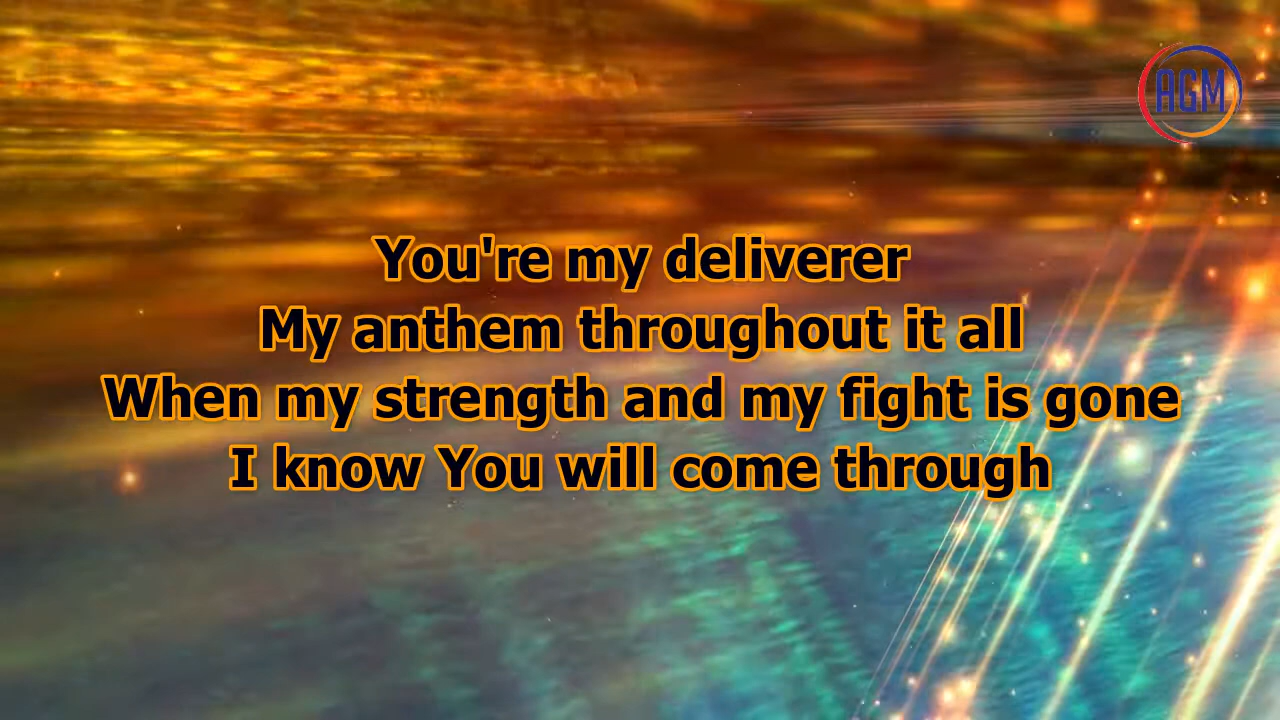 AGM
You're my deliverer
My anthem throughout it all
When my strength and my fight is gone
I know You will come through